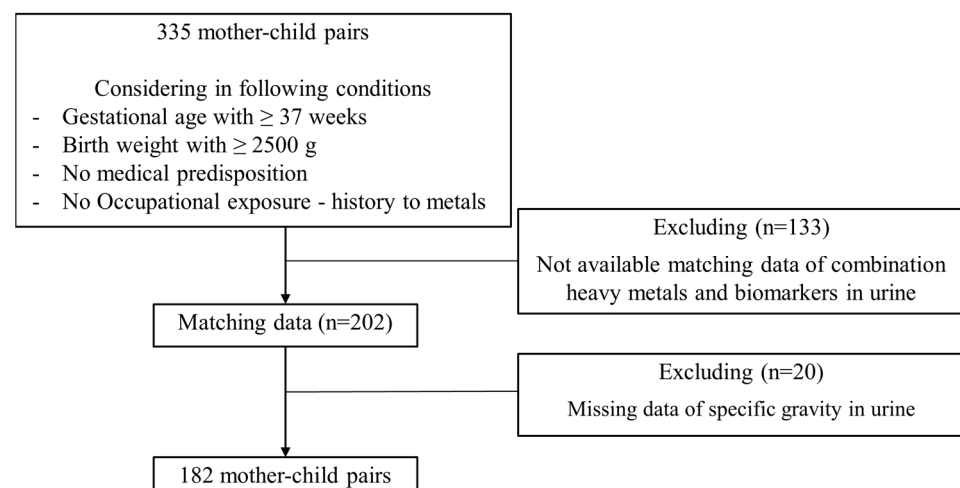 335 mother-child pairs
Considering in following conditions
- Gestational age with ≥ 37 weeks
- Birth weight with ≥ 2500 g
- No medical predisposition
- No Occupational exposure - history to metals
Excluding (n=133)
Not available matching data of combination
heavy metals and biomarkers in urine
Matching data (n=202)
Excluding (n=20)
Missing data of specific gravity in urine
182 mother-child pairs